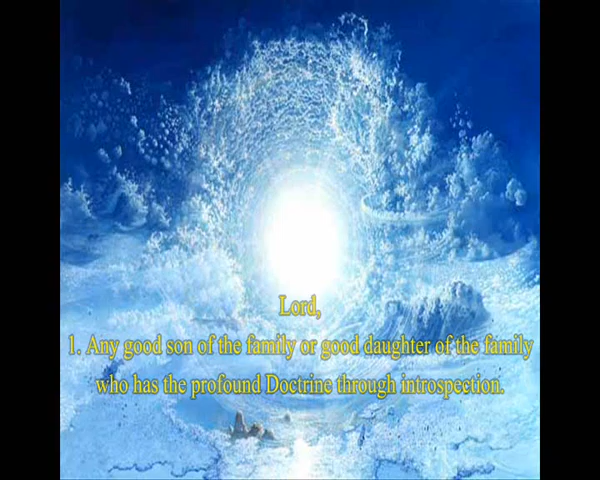 Lord,
1. Any good son of the family or good daughter of the family
who has the profound Doctrine through introspection.